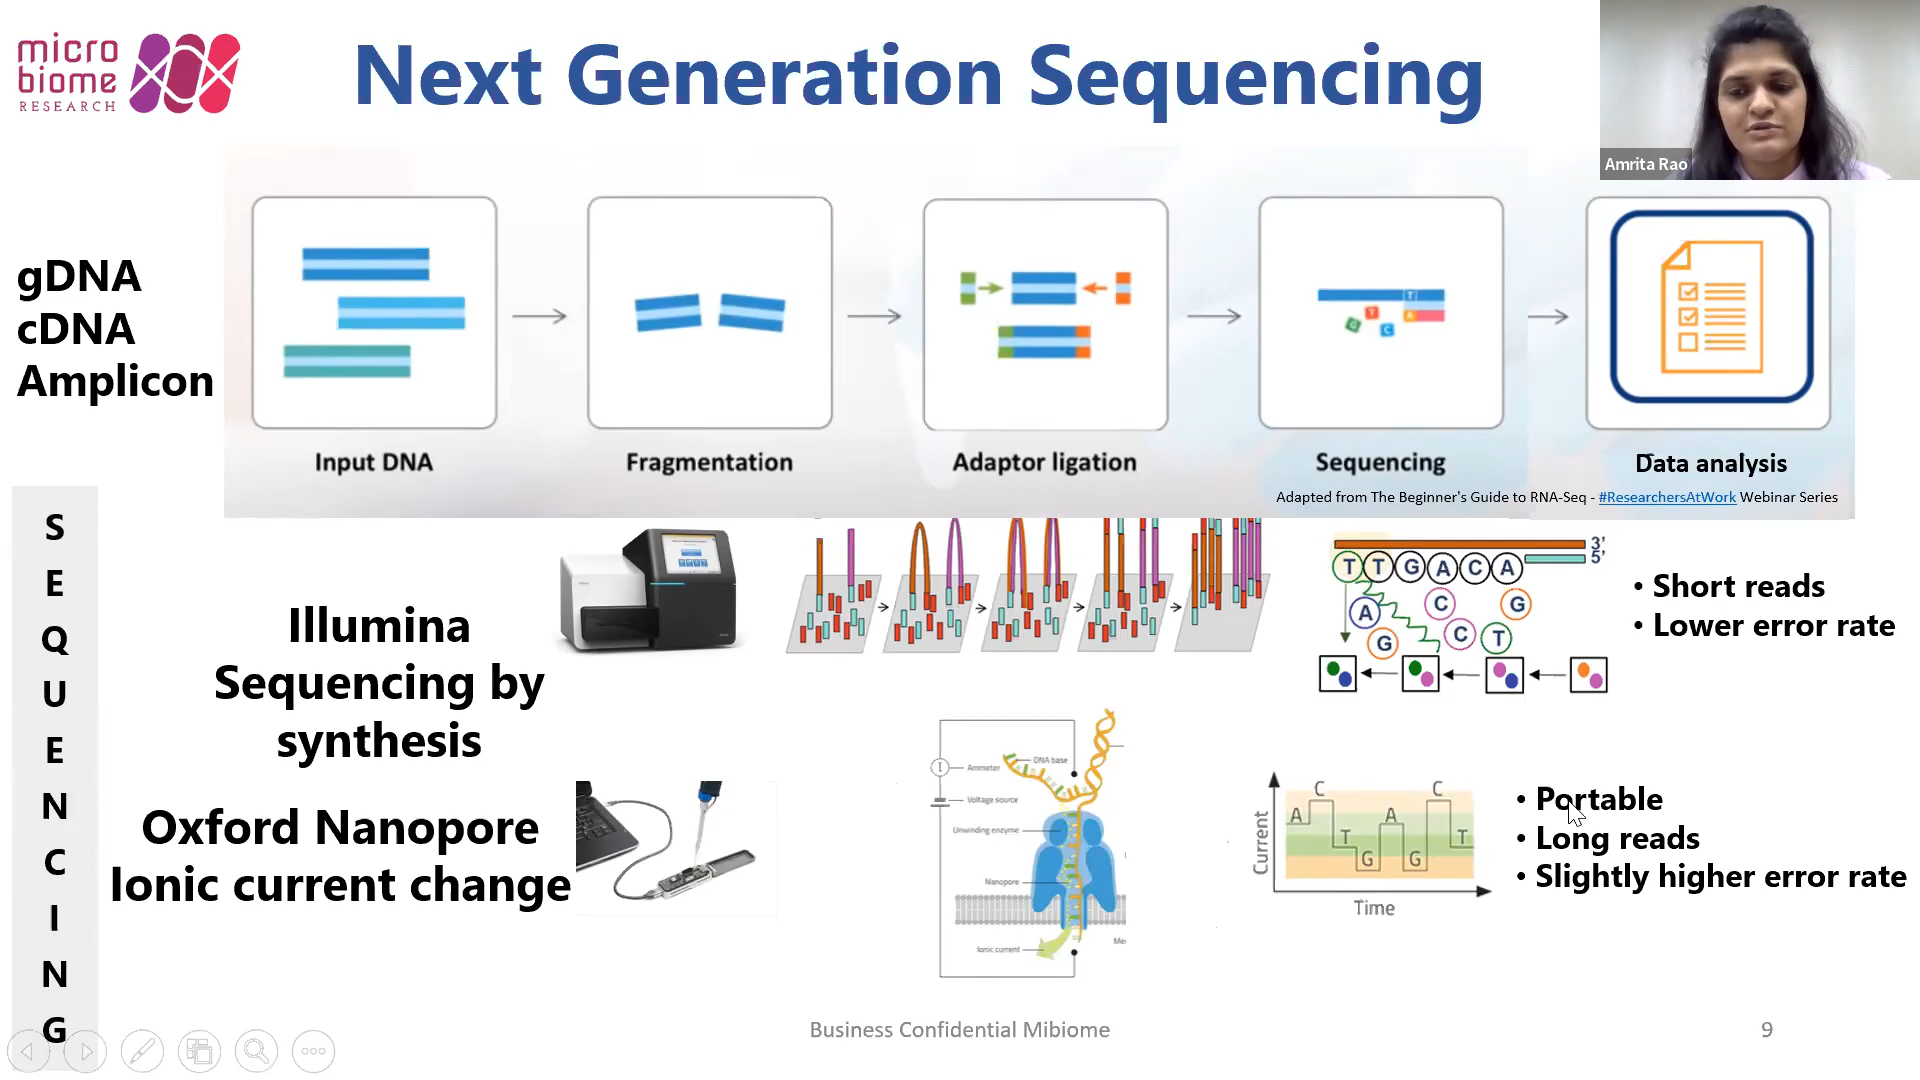 micro
biome
RESEARCH
Next Generation Sequencing
Amrita Rao
gDNA
cDNA
Amplicon
T
A
G
T
C
Input DNA
Fragmentation
Adaptor ligation
Sequencing
Data analysis
Adapted from The Beginner's Guide to RNA-Seq - #ResearchersAtWork Webinar Series
S
E
Q
U
E
N
C
I
N
G
Illumina
Sequencing by
synthesis
3'
5'
T T G A C A
A C G
G C T
• Short reads
• Lower error rate
Oxford Nanopore
Ionic current change
I
Ammeter
DNA base
Voltage source
Unwinding enzyme
Nanopore
Ionic current
Me
Current
A C T G A G C T
Time
• Portable
• Long reads
• Slightly higher error rate
Business Confidential Mibiome
9